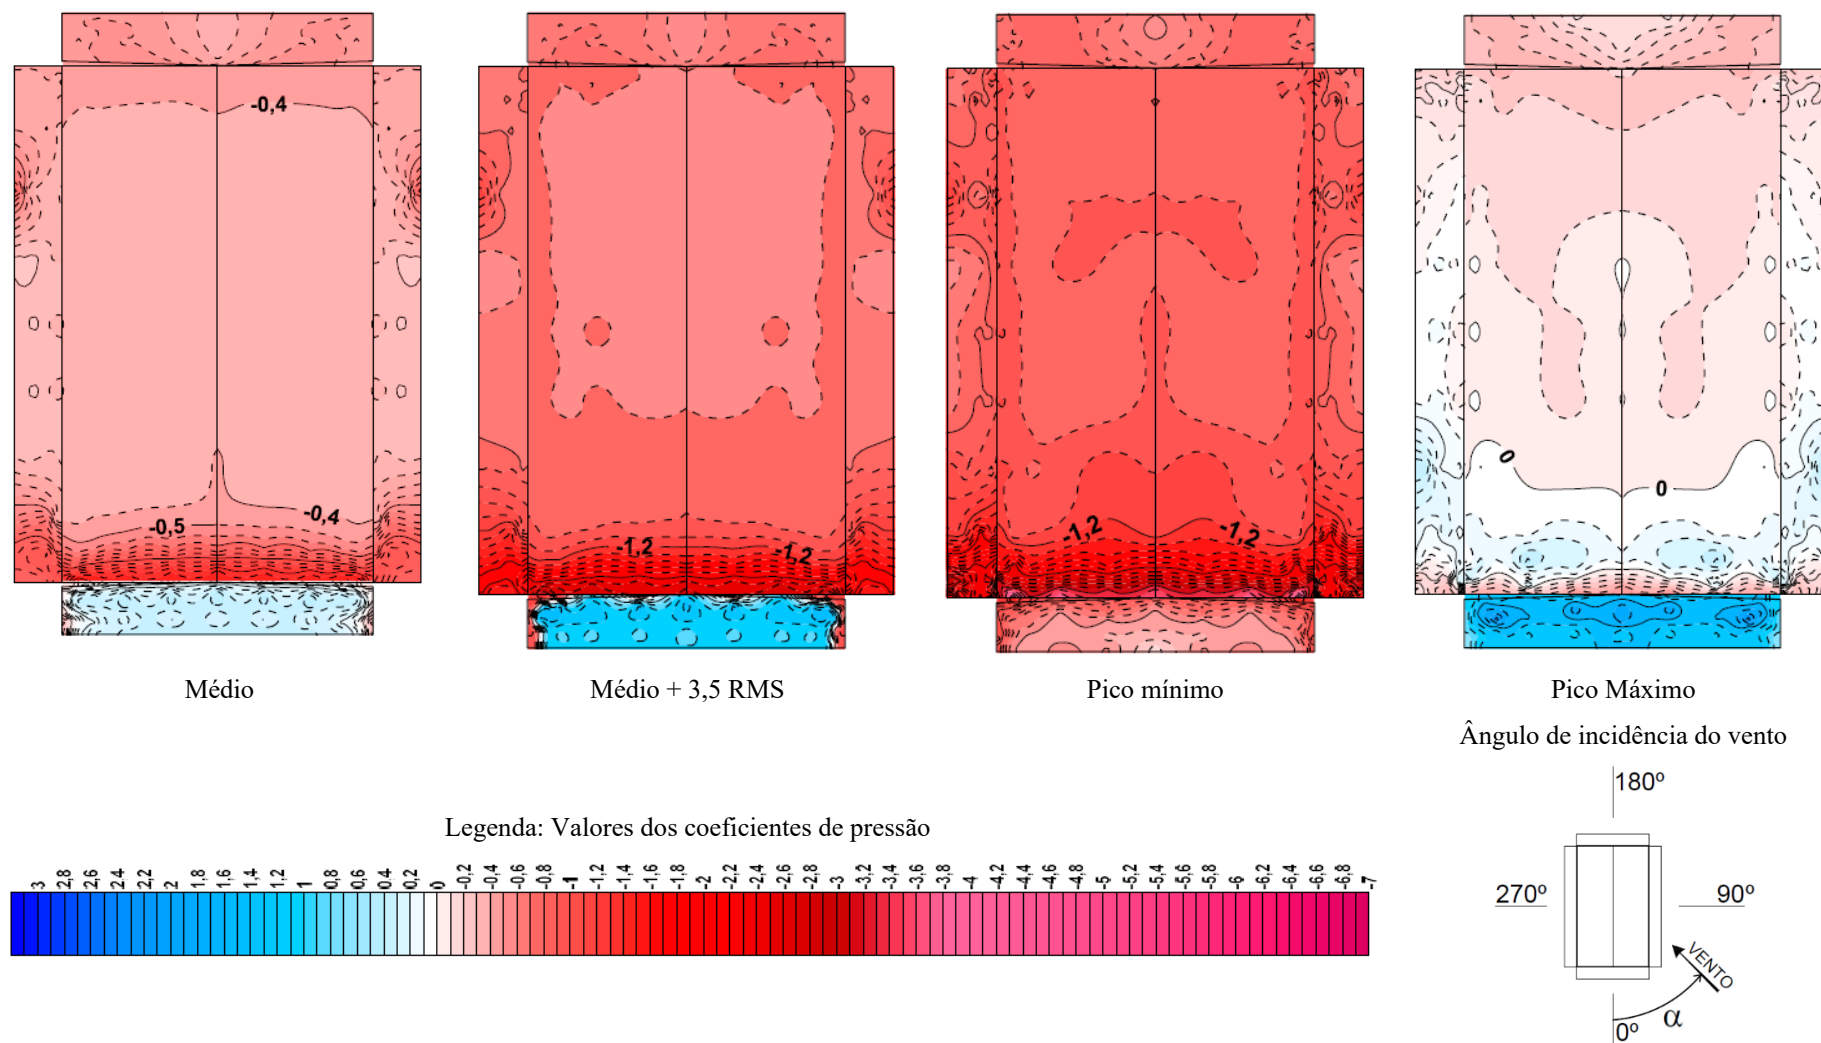 -0,4
-0,5
-0,4
-1,2
-1,2
-1,2
-1,2
0
0
Médio
Médio + 3,5 RMS
Pico mínimo
Pico Máximo
Ângulo de incidência do vento
180º
270º
90º
VENTO
α
0º
Legenda: Valores dos coeficientes de pressão
3 2,8 2,6 2,4 2,2 2 1,8 1,6 1,4 1,2 1 0,8 0,6 0,4 0,2 0 -0,2 -0,4 -0,6 -0,8 -1 -1,2 -1,4 -1,6 -1,8 -2 -2,2 -2,4 -2,6 -2,8 -3 -3,2 -3,4 -3,6 -3,8 -4 -4,2 -4,4 -4,6 -4,8 -5 -5,2 -5,4 -5,6 -5,8 -6 -6,2 -6,4 -6,6 -6,8 -7